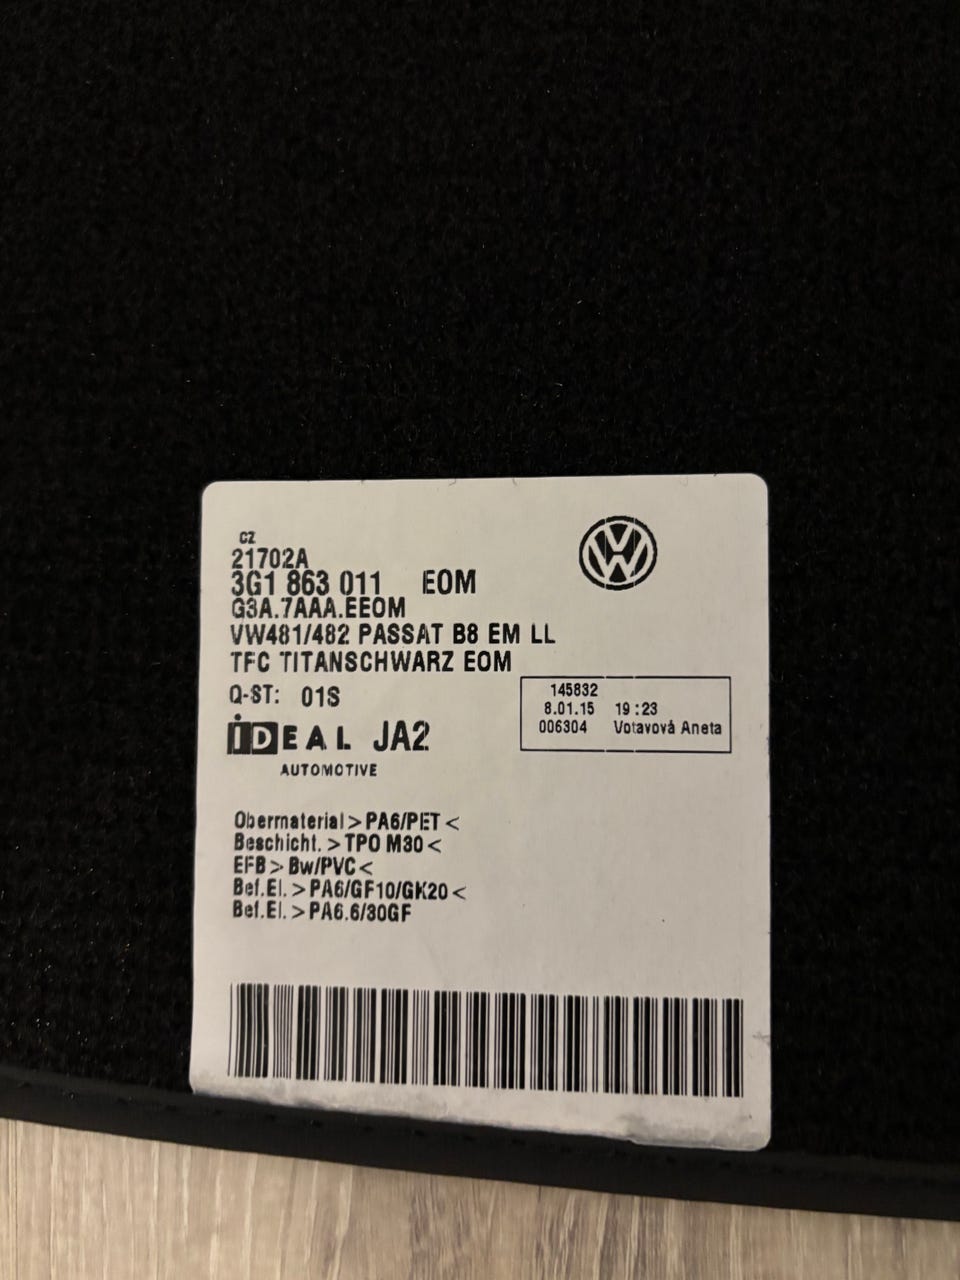 CZ
21702A
3G1 863 011 EOM
G3A.7AAA.EEOM
VW481/482 PASSAT B8 EM LL
TFC TITANSCHWARZ EOM
Q-ST: 01S
145832
8.01.15 19:23
006304 Votavová Aneta
iDEAL JA2
AUTOMOTIVE
Obermaterial>PA6/PET<
Beschicht.>TPO M30<
EFB>Bw/PVC<
Bef.El.>PA6/GF10/GK20<
Bef.El.>PA6.6/30GF